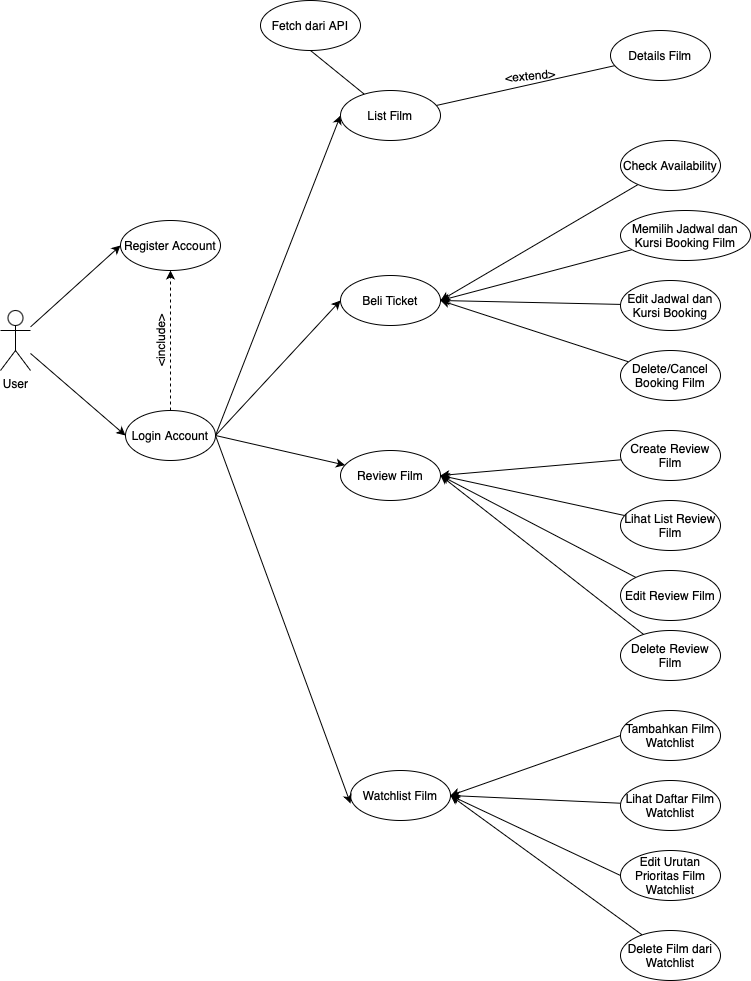 Fetch dari API
Details Film
<extend>
List Film
Check Availability
Register Account
Memilih Jadwal dan
Kursi Booking Film
Beli Ticket
Edit Jadwal dan
Kursi Booking
<include>
User
Delete/Cancel
Booking Film
Login Account
Create Review
Film
Review Film
Lihat List Review
Film
Edit Review Film
Delete Review
Film
Tambahkan Film
Watchlist
Watchlist Film
Lihat Daftar Film
Watchlist
Edit Urutan
Prioritas Film
Watchlist
Delete Film dari
Watchlist